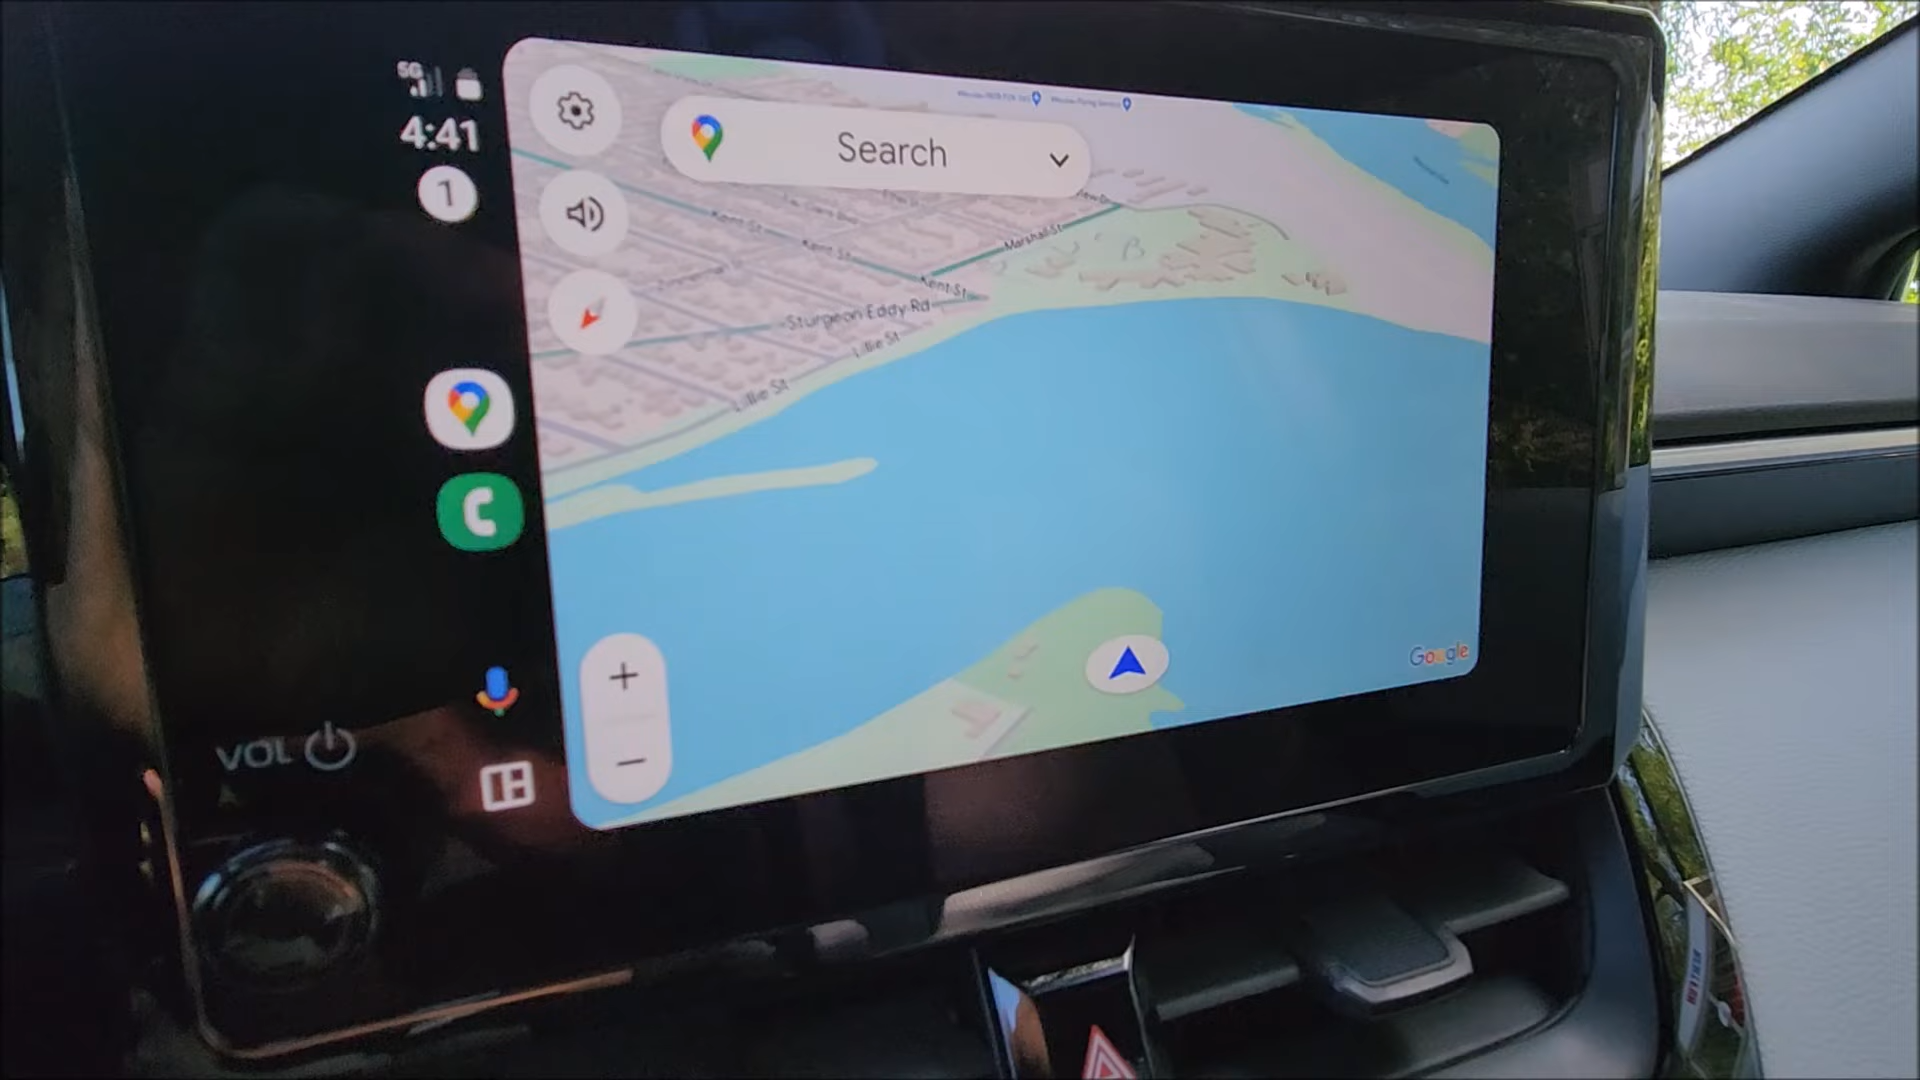 5G
4:41
1
Search
Kent St
Kent St
Marshall St
Kent St
Sturgeon Eddy Rd
Lillie St
Lillie St
+
−
Google
VOL